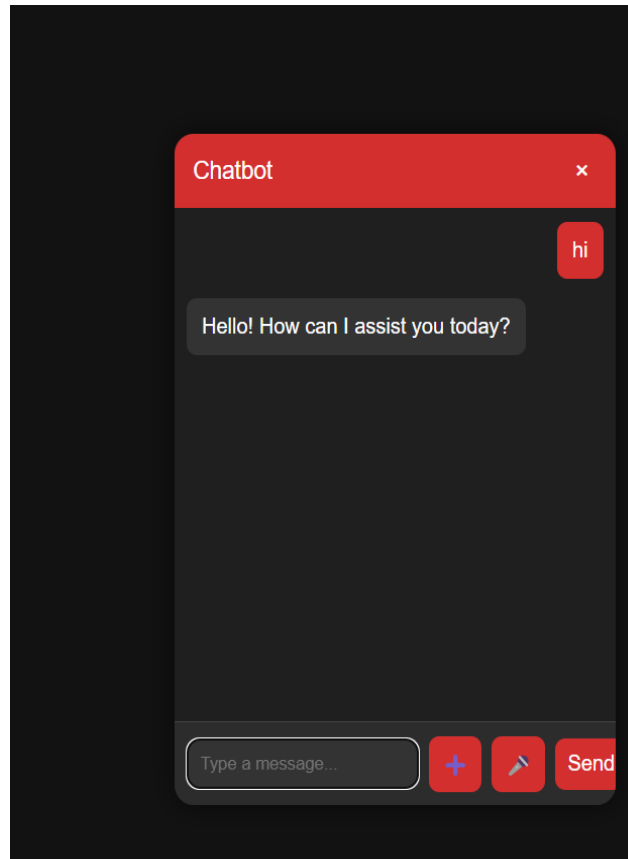 Chatbot ×
hi
Hello! How can I assist you today?
Type a message...
Send